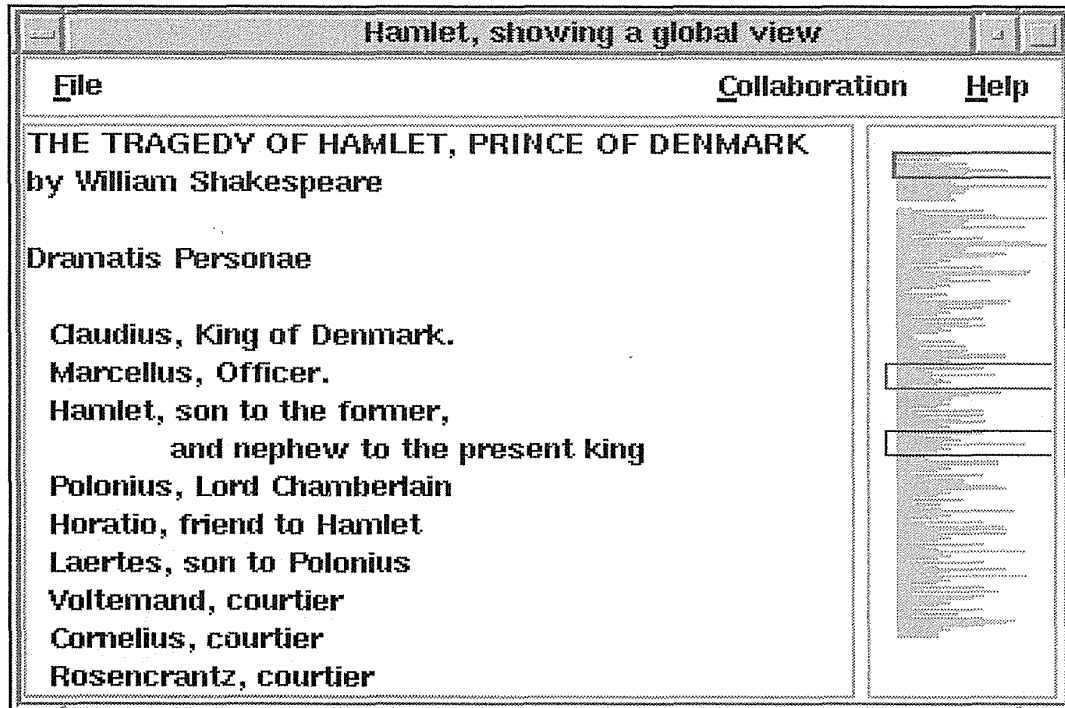 Hamlet, showing a global view
File Collaboration Help
THE TRAGEDY OF HAMLET, PRINCE OF DENMARK
by William Shakespeare
Dramatis Personae
Claudius, King of Denmark.
Marcellus, Officer.
Hamlet, son to the former,
and nephew to the present king
Polonius, Lord Chamberlain
Horatio, friend to Hamlet
Laertes, son to Polonius
Voltemand, courtier
Cornelius, courtier
Rosencrantz, courtier